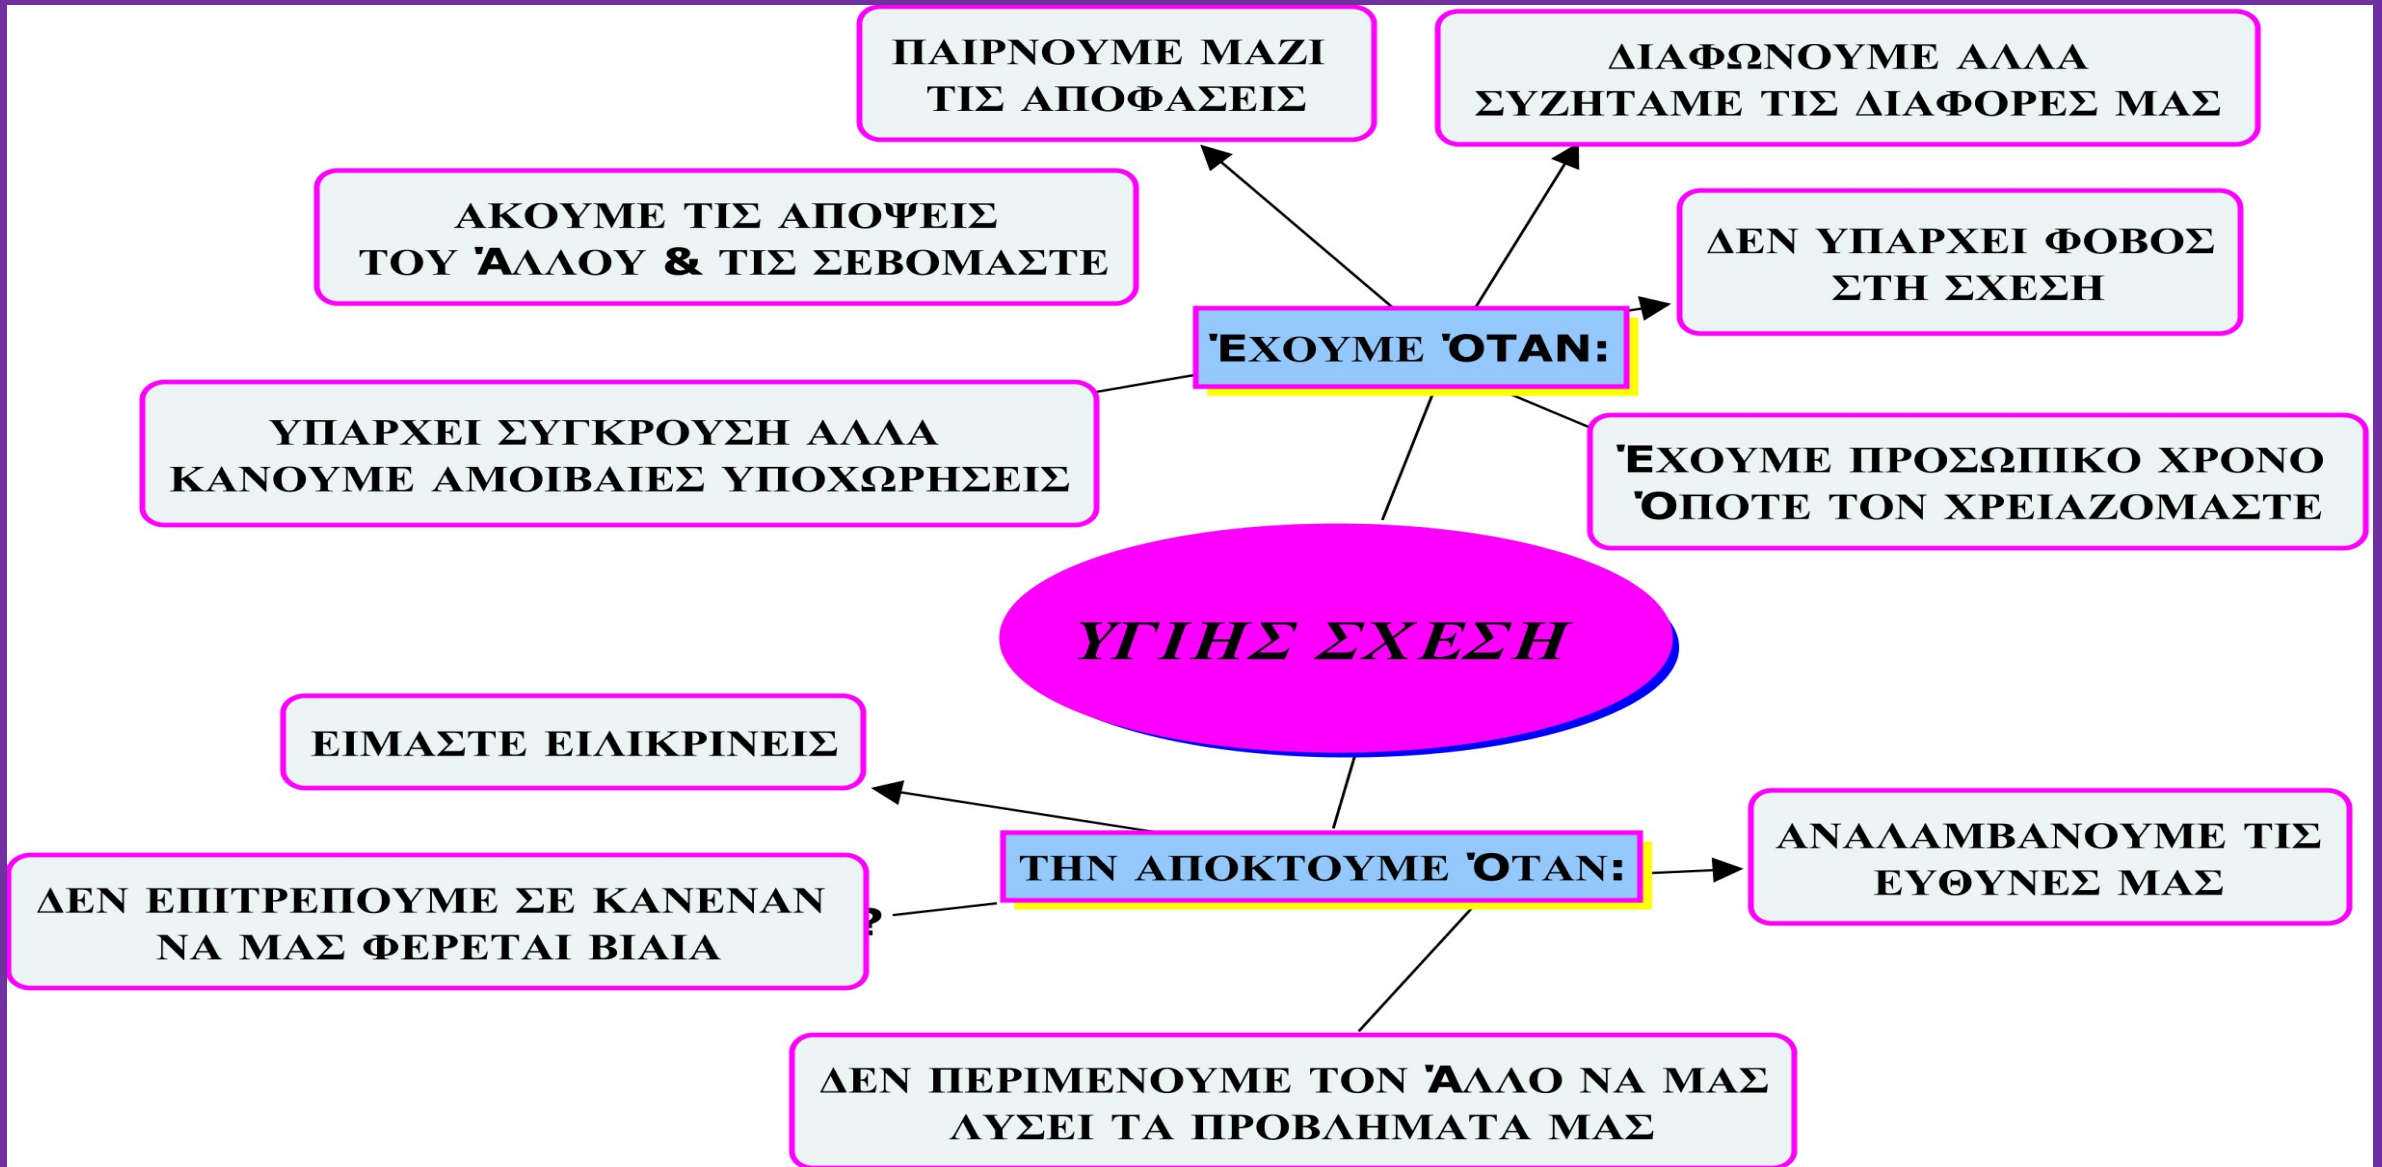 ΠΑΙΡΝΟΥΜΕ ΜΑΖΙ
ΤΙΣ ΑΠΟΦΑΣΕΙΣ
ΔΙΑΦΩΝΟΥΜΕ ΑΛΛΑ
ΣΥΖΗΤΑΜΕ ΤΙΣ ΔΙΑΦΟΡΕΣ ΜΑΣ
ΑΚΟΥΜΕ ΤΙΣ ΑΠΟΨΕΙΣ
ΤΟΥ ΆΛΛΟΥ & ΤΙΣ ΣΕΒΟΜΑΣΤΕ
ΔΕΝ ΥΠΑΡΧΕΙ ΦΟΒΟΣ
ΣΤΗ ΣΧΕΣΗ
ΈΧΟΥΜΕ ΌΤΑΝ:
ΥΠΑΡΧΕΙ ΣΥΓΚΡΟΥΣΗ ΑΛΛΑ
ΚΑΝΟΥΜΕ ΑΜΟΙΒΑΙΕΣ ΥΠΟΧΩΡΗΣΕΙΣ
ΈΧΟΥΜΕ ΠΡΟΣΩΠΙΚΟ ΧΡΟΝΟ
ΌΠΟΤΕ ΤΟΝ ΧΡΕΙΑΖΟΜΑΣΤΕ
ΥΓΙΗΣ ΣΧΕΣΗ
ΕΙΜΑΣΤΕ ΕΙΛΙΚΡΙΝΕΙΣ
ΤΗΝ ΑΠΟΚΤΟΥΜΕ ΌΤΑΝ:
ΑΝΑΛΑΜΒΑΝΟΥΜΕ ΤΙΣ
ΕΥΘΥΝΕΣ ΜΑΣ
ΔΕΝ ΕΠΙΤΡΕΠΟΥΜΕ ΣΕ ΚΑΝΕΝΑΝ
ΝΑ ΜΑΣ ΦΕΡΕΤΑΙ ΒΙΑΙΑ
?
ΔΕΝ ΠΕΡΙΜΕΝΟΥΜΕ ΤΟΝ ΆΛΛΟ ΝΑ ΜΑΣ
ΛΥΣΕΙ ΤΑ ΠΡΟΒΛΗΜΑΤΑ ΜΑΣ